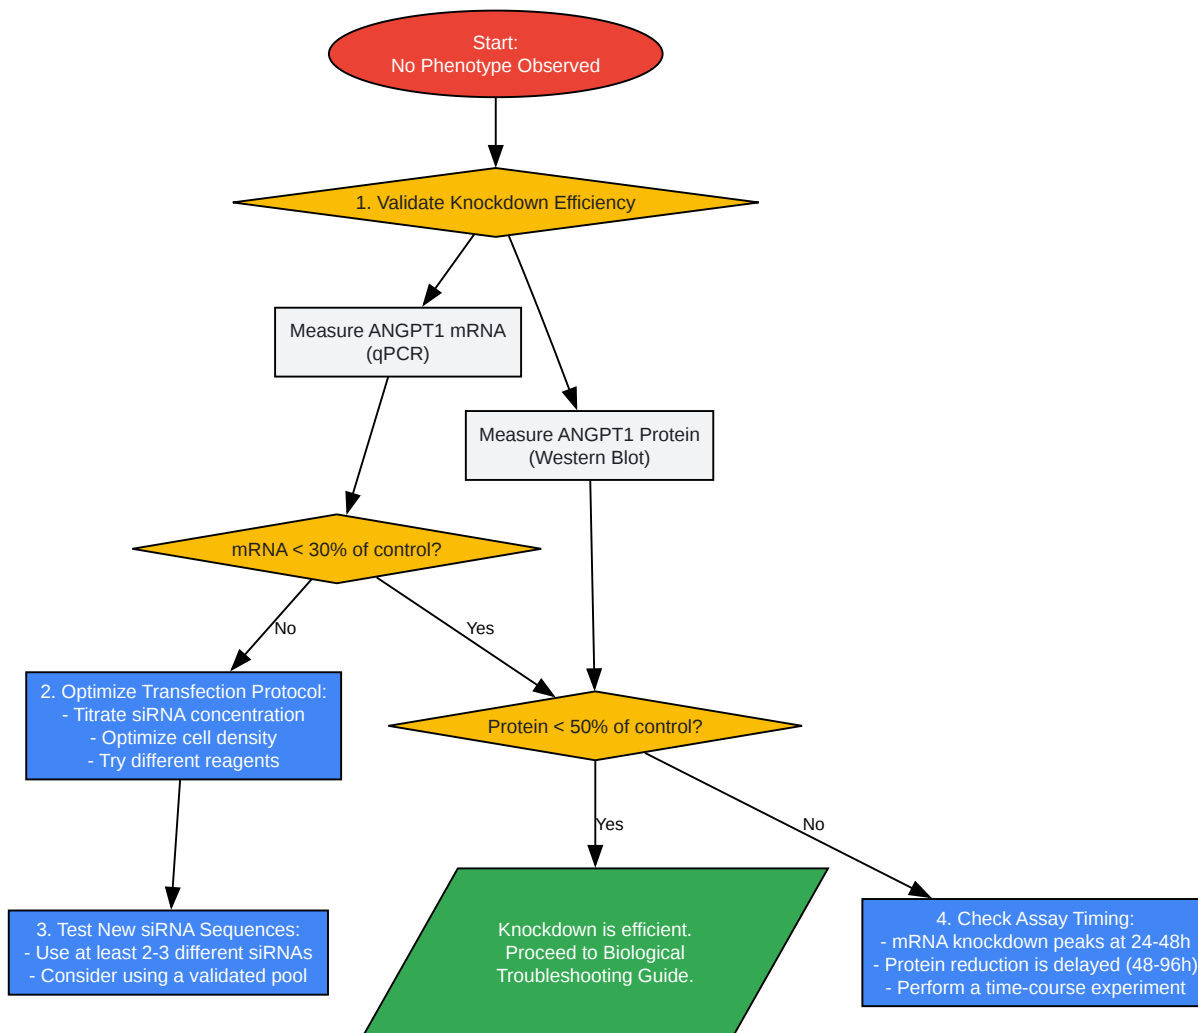 Start:
No Phenotype Observed
1. Validate Knockdown Efficiency
Measure ANGPT1 mRNA
(qPCR)
Measure ANGPT1 Protein
(Western Blot)
mRNA < 30% of control?
No
Yes
2. Optimize Transfection Protocol:
- Titrate siRNA concentration
- Optimize cell density
- Try different reagents
Protein < 50% of control?
Yes
No
3. Test New siRNA Sequences:
- Use at least 2-3 different siRNAs
- Consider using a validated pool
Knockdown is efficient.
Proceed to Biological
Troubleshooting Guide.
4. Check Assay Timing:
- mRNA knockdown peaks at 24-48h
- Protein reduction is delayed (48-96h)
- Perform a time-course experiment